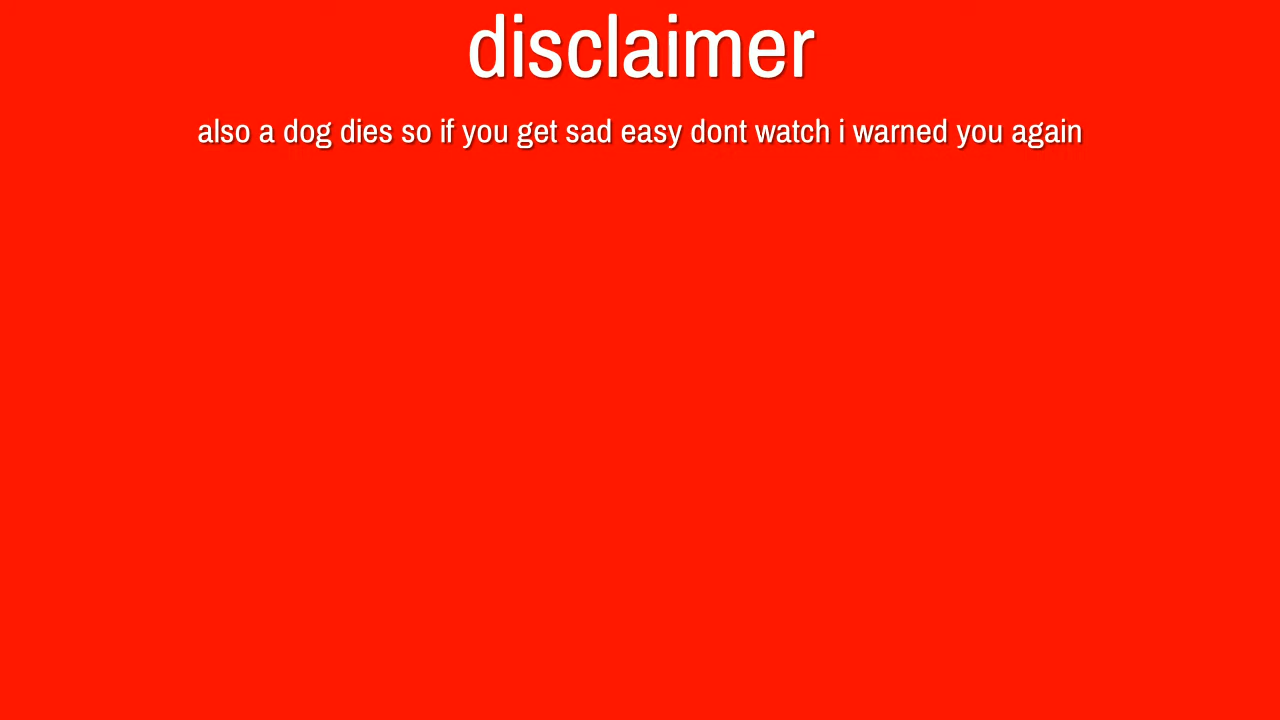 disclaimer
also a dog dies so if you get sad easy dont watch i warned you again